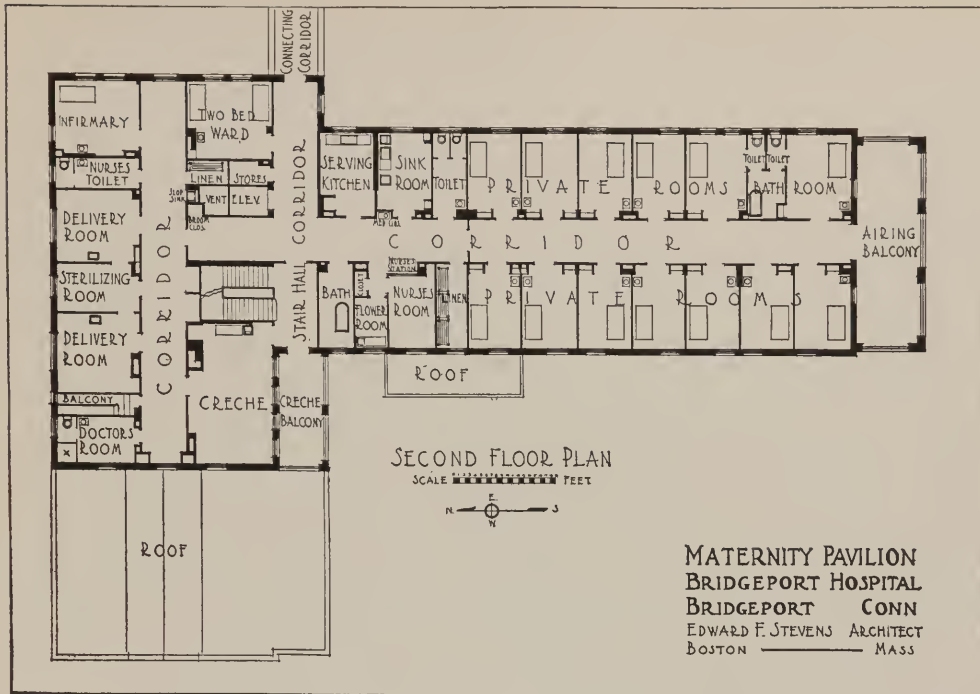 CONNECTING
CORRIDOR
INFIRMARY
TWO BED
WARD
NURSES
TOILET
LINEN
STORES
SLOP
SINK
VENT
ELEV.
BROOM
CLOS.
DELIVERY
ROOM
STERILIZING
ROOM
DELIVERY
ROOM
BALCONY
DOCTORS
ROOM
CORRIDOR
STAIR HALL CORRIDOR
CRECHE
CRECHE
BALCONY
SERVING
KITCHEN
SINK
ROOM
TOILET
MED CLO.
PRIVATE ROOMS
TOILET
TOILET
BATH ROOM
CORRIDOR
AIRING
BALCONY
BATH
CLOSET
FLOWER
ROOM
NURSES
STATION
NURSES
ROOM
LINEN
PRIVATE ROOMS
ROOF
ROOF
SECOND FLOOR PLAN
SCALE FEET
E.
N. S
W.
MATERNITY PAVILION
BRIDGEPORT HOSPITAL
BRIDGEPORT CONN
EDWARD F. STEVENS ARCHITECT
BOSTON MASS